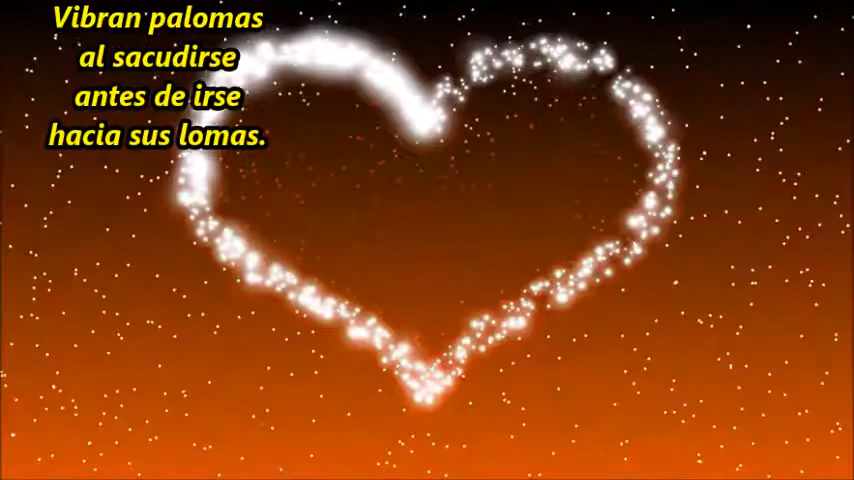 Vibran palomas
al sacudirse
antes de irse
hacia sus lomas.